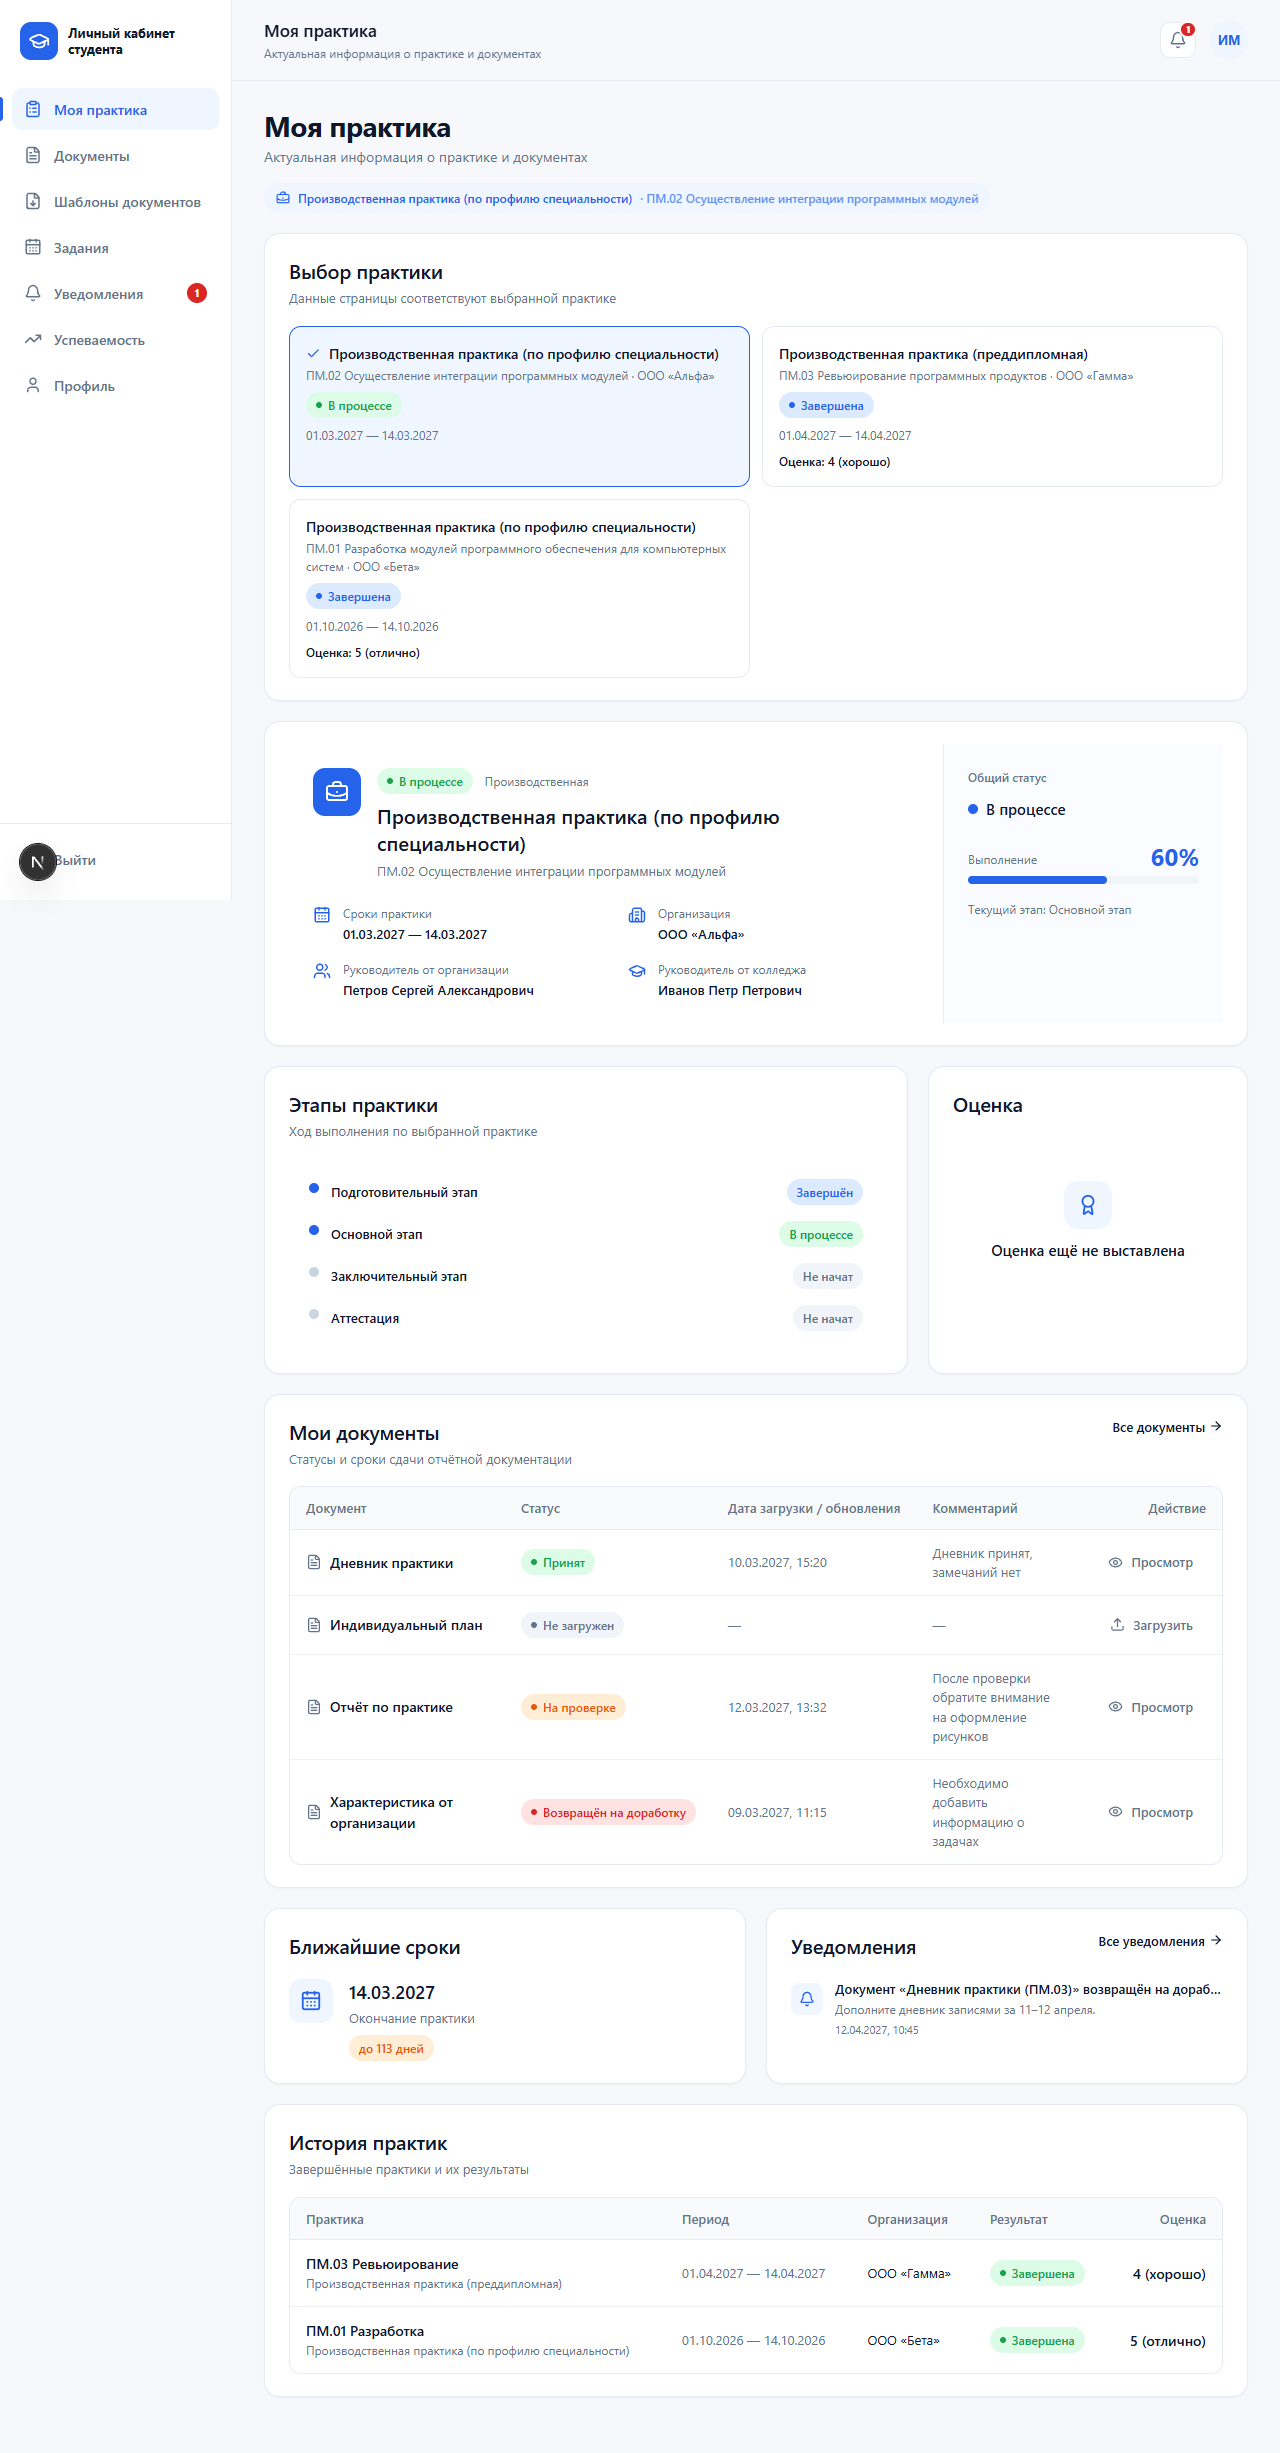 Личный кабинет
студента
Моя практика
Документы
Шаблоны документов
Задания
Уведомления 1
Успеваемость
Профиль
N Выйти
Моя практика
Актуальная информация о практике и документах
1
ИМ
Моя практика
Актуальная информация о практике и документах
Производственная практика (по профилю специальности) · ПМ.02 Осуществление интеграции программных модулей
Выбор практики
Данные страницы соответствуют выбранной практике
Производственная практика (по профилю специальности)
ПМ.02 Осуществление интеграции программных модулей · ООО «Альфа»
В процессе
01.03.2027 — 14.03.2027
Производственная практика (преддипломная)
ПМ.03 Ревьюирование программных продуктов · ООО «Гамма»
Завершена
01.04.2027 — 14.04.2027
Оценка: 4 (хорошо)
Производственная практика (по профилю специальности)
ПМ.01 Разработка модулей программного обеспечения для компьютерных
систем · ООО «Бета»
Завершена
01.10.2026 — 14.10.2026
Оценка: 5 (отлично)
В процессе Производственная
Производственная практика (по профилю
специальности)
ПМ.02 Осуществление интеграции программных модулей
Сроки практики
01.03.2027 — 14.03.2027
Организация
ООО «Альфа»
Руководитель от организации
Петров Сергей Александрович
Руководитель от колледжа
Иванов Петр Петрович
Общий статус
В процессе
Выполнение 60%
Текущий этап: Основной этап
Этапы практики
Ход выполнения по выбранной практике
Подготовительный этап Завершён
Основной этап В процессе
Заключительный этап Не начат
Аттестация Не начат
Оценка
Оценка ещё не выставлена
Мои документы
Все документы →
Статусы и сроки сдачи отчётной документации
Документ Статус Дата загрузки / обновления Комментарий Действие
Дневник практики Принят 10.03.2027, 15:20 Дневник принят,
замечаний нет Просмотр
Индивидуальный план Не загружен — — Загрузить
Отчёт по практике На проверке 12.03.2027, 13:32 После проверки
обратите внимание
на оформление
рисунков Просмотр
Характеристика от
организации Возвращён на доработку 09.03.2027, 11:15 Необходимо
добавить
информацию о
задачах Просмотр
Ближайшие сроки
14.03.2027
Окончание практики
до 113 дней
Уведомления
Все уведомления →
Документ «Дневник практики (ПМ.03)» возвращён на дораб...
Дополните дневник записями за 11–12 апреля.
12.04.2027, 10:45
История практик
Завершённые практики и их результаты
Практика Период Организация Результат Оценка
ПМ.03 Ревьюирование
Производственная практика (преддипломная) 01.04.2027 — 14.04.2027 ООО «Гамма» Завершена 4 (хорошо)
ПМ.01 Разработка
Производственная практика (по профилю специальности) 01.10.2026 — 14.10.2026 ООО «Бета» Завершена 5 (отлично)